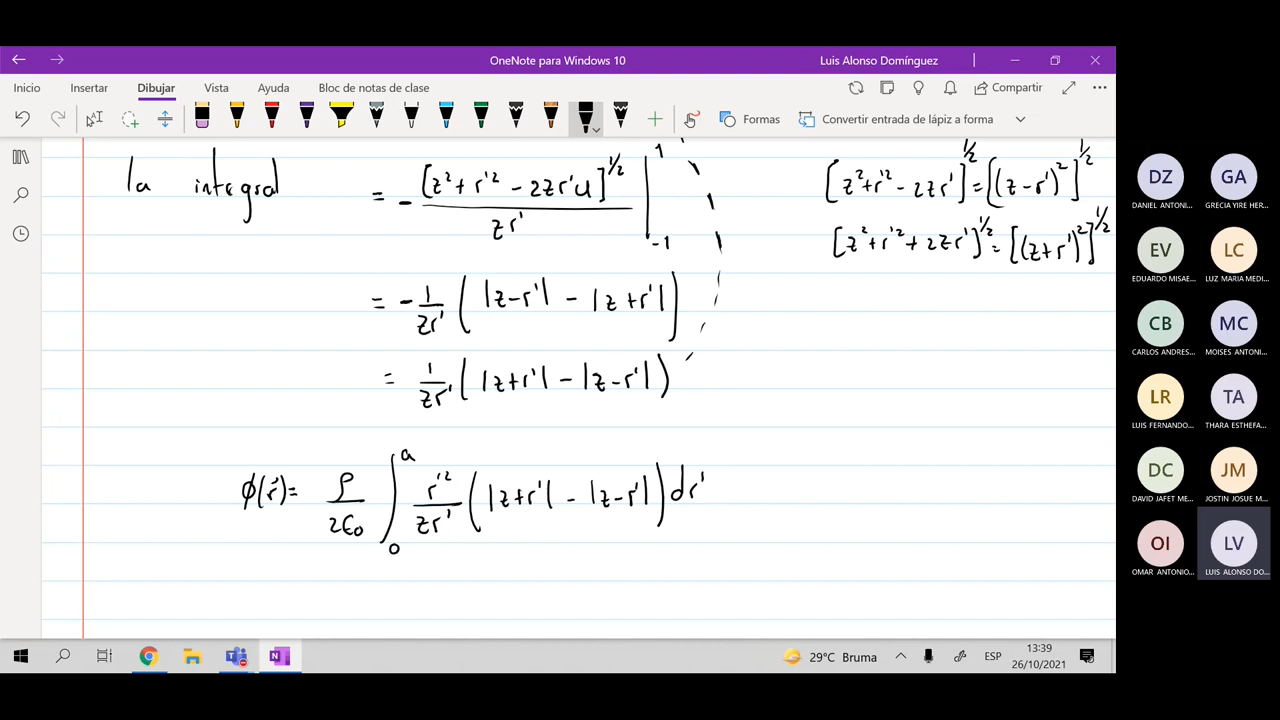 OneNote para Windows 10
Luis Alonso Domínguez
Inicio Insertar Dibujar Vista Ayuda Bloc de notas de clase
Compartir
Formas
Convertir entrada de lápiz a forma
la integral
= - [z² + r'² - 2zr'u]^1/2 / zr' |₋₁¹
[z² + r'² - 2zr']^1/2 = [(z-r')²]^1/2
[z² + r'² + 2zr']^1/2 = [(z+r')²]^1/2
= - 1/zr' ( |z-r'| - |z+r'| )
= 1/zr' ( |z+r'| - |z-r'| )
ϕ(r⃗) = ρ/2ϵ₀ ∫₀ᵃ r'²/zr' ( |z+r'| - |z-r'| ) dr'
DZ
DANIEL ANTONI...
GA
GRECIA YIRE HER...
EV
EDUARDO MISAE...
LC
LUZ MARIA MEDI...
CB
CARLOS ANDRES...
MC
MOISES ANTONI...
LR
LUIS FERNANDO...
TA
THARA ESTHEFA...
DC
DAVID JAFET ME...
JM
JOSTIN JOSUE M...
OI
OMAR ANTONIO...
LV
LUIS ALONSO DO...
29°C Bruma
ESP
13:39
26/10/2021